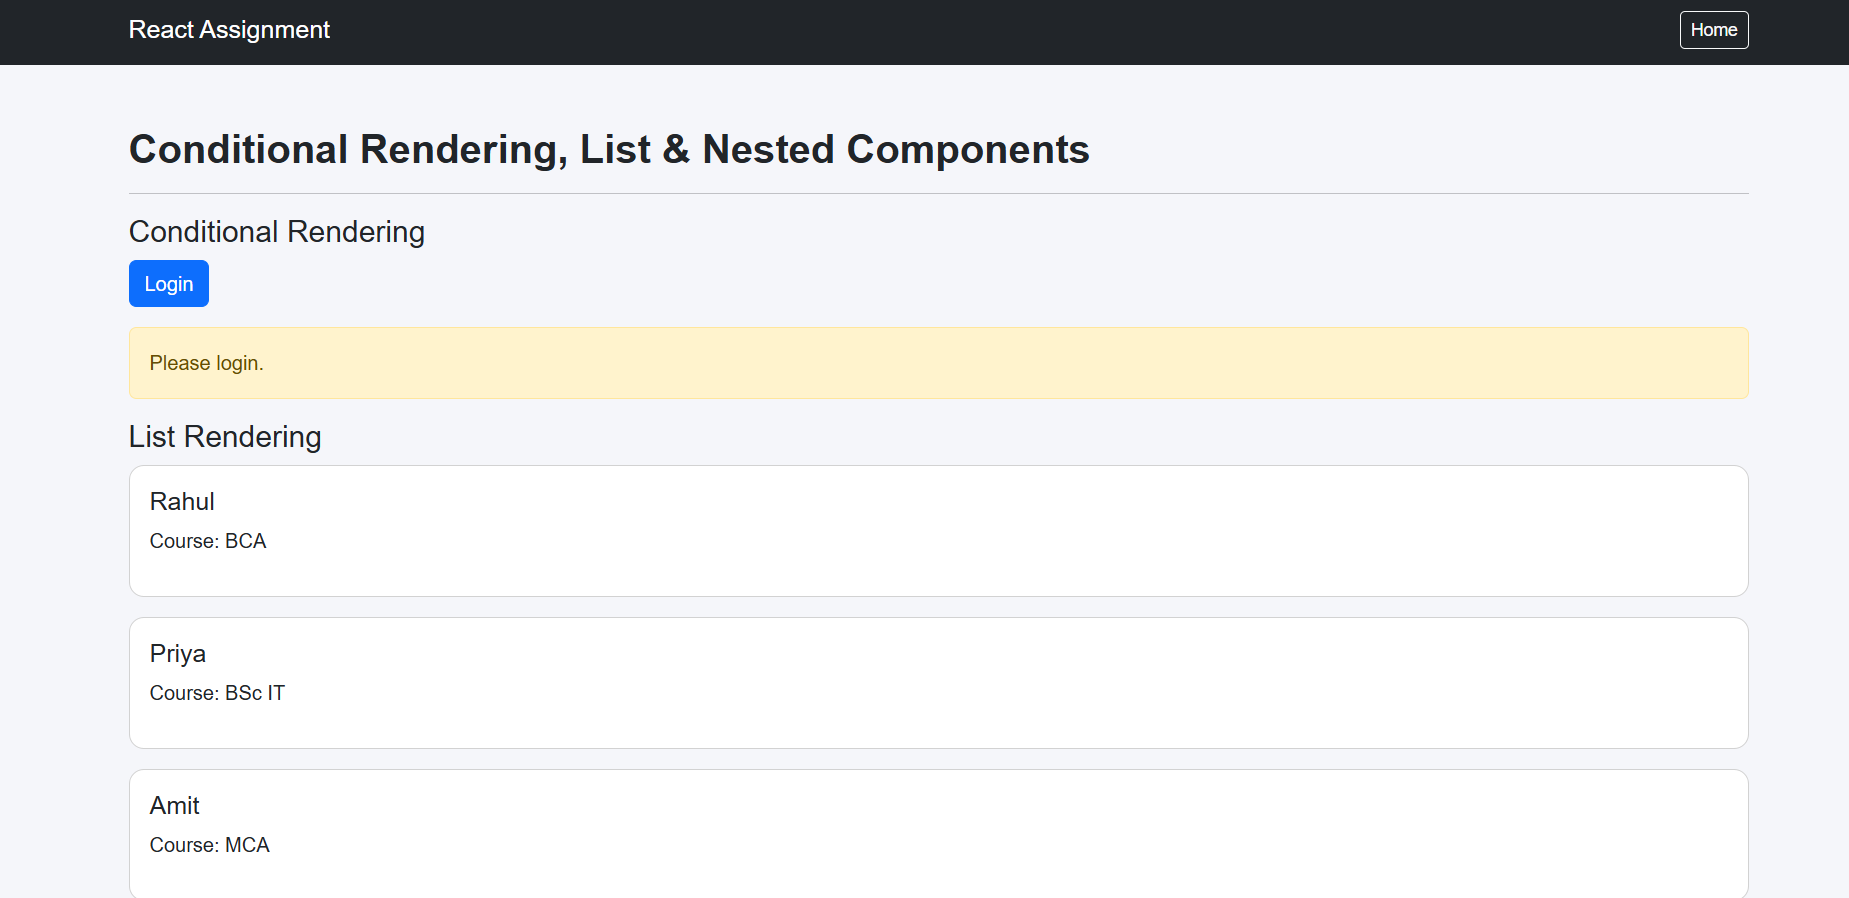 React Assignment
Home
Conditional Rendering, List & Nested Components
Conditional Rendering
Login
Please login.
List Rendering
Rahul
Course: BCA
Priya
Course: BSc IT
Amit
Course: MCA